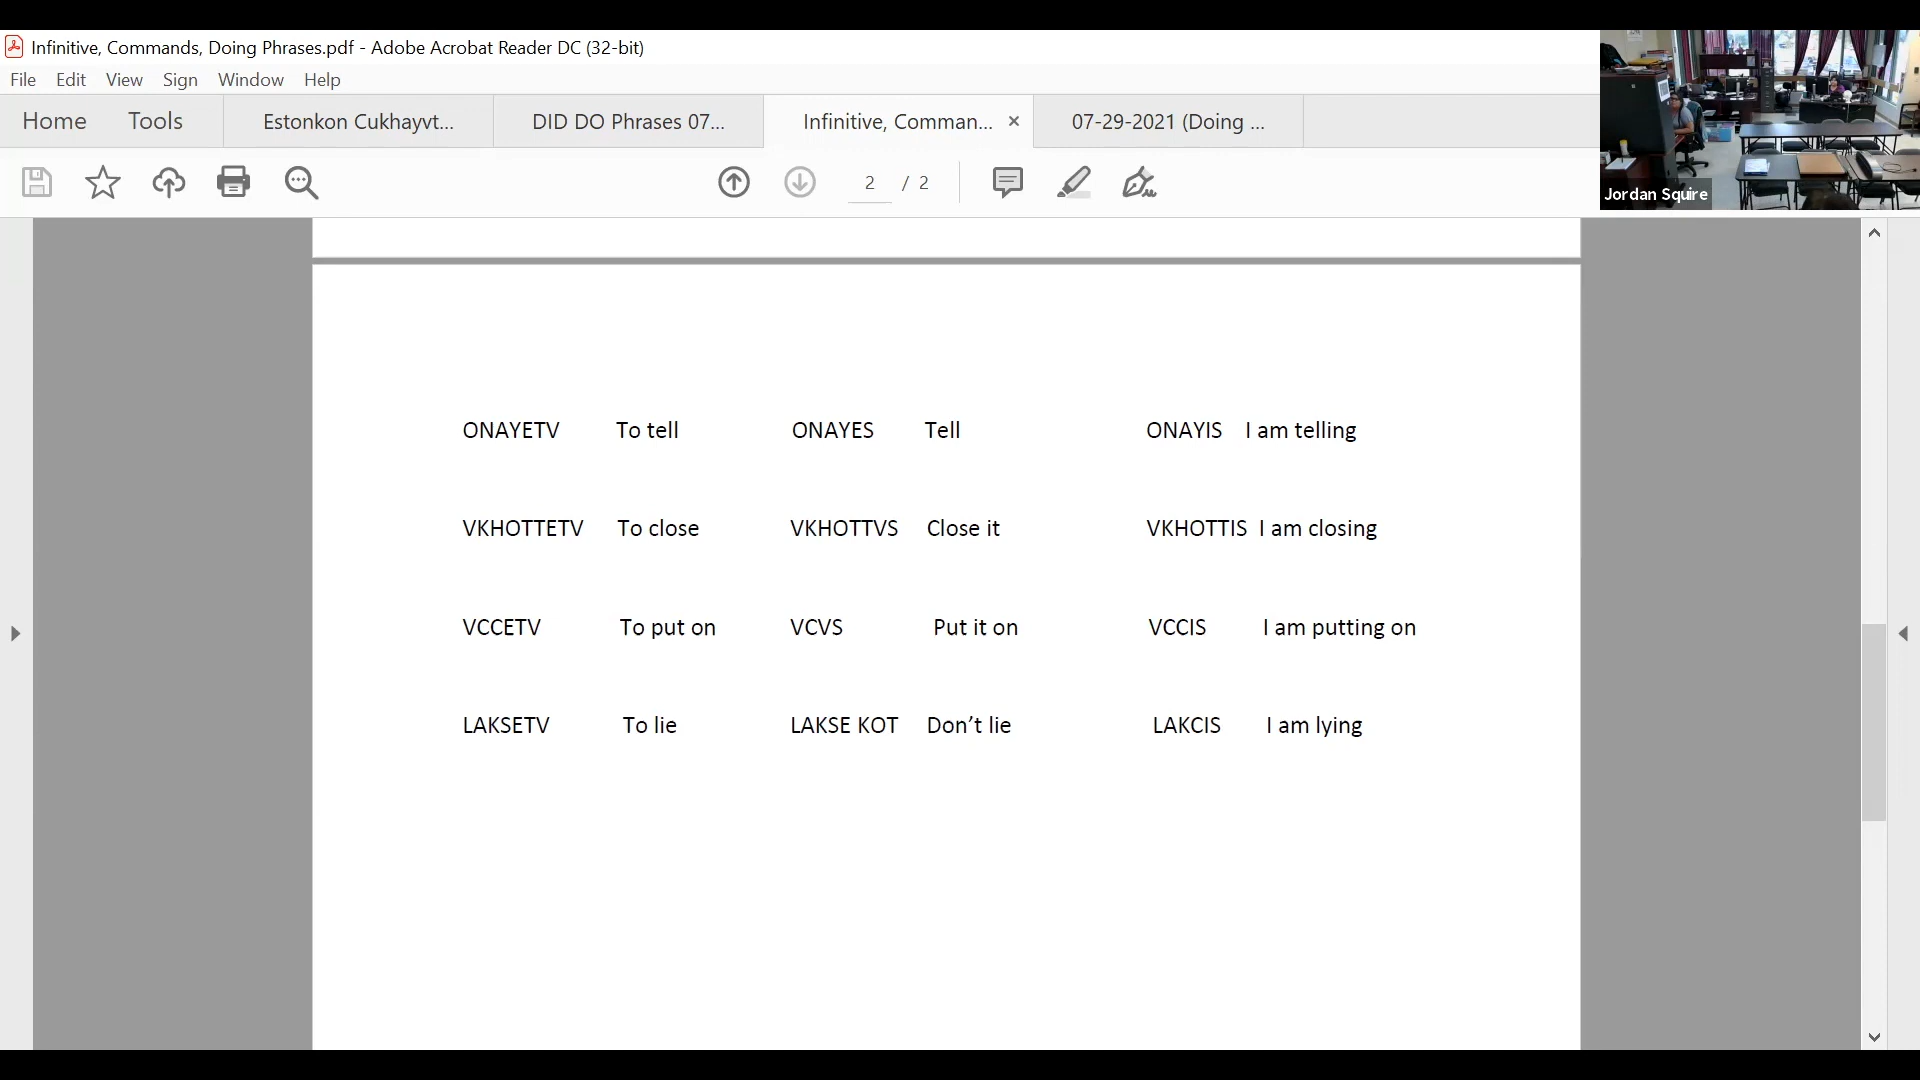 Infinitive, Commands, Doing Phrases.pdf - Adobe Acrobat Reader DC (32-bit)
File Edit View Sign Window Help
Home Tools Estonkon Cukhayvt... DID DO Phrases 07... Infinitive, Comman... × 07-29-2021 (Doing ...
2 / 2
Jordan Squire
ONAYETV To tell ONAYES Tell ONAYIS I am telling
VKHOTTETV To close VKHOTTVS Close it VKHOTTIS I am closing
VCCETV To put on VCVS Put it on VCCIS I am putting on
LAKSETV To lie LAKSE KOT Don’t lie LAKCIS I am lying